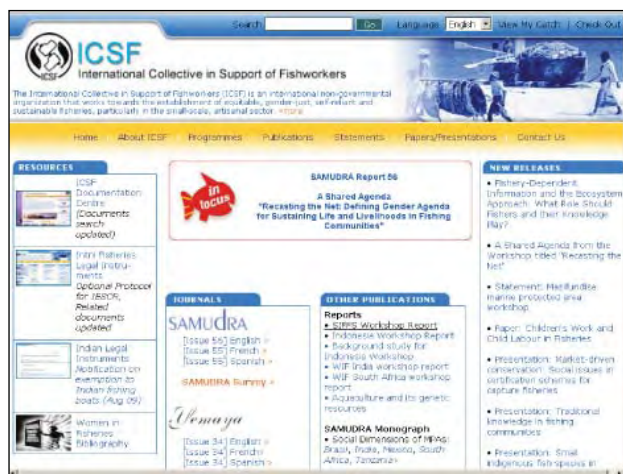 Search Go Language English View My Catch | Check Out
ICSF
International Collective in Support of Fishworkers
ICSF
The International Collective in Support of Fishworkers (ICSF) is an international non-governmental
organization that works towards the establishment of equitable, gender-just, self-reliant and
sustainable fisheries, particularly in the small-scale, artisanal sector. »more
Home About ICSF Programmes Publications Statements Papers/Presentations Contact Us
RESOURCES
ICSF
Documentation
Centre
(Documents
search
updated)
Intnl Fisheries
Legal Instru-
ments
Optional Protocol
for IESCR,
Related
documents
updated
Indian Legal
Instruments
Notification on
exemption to
Indian fishing
boats (Aug 09)
Women in
Fisheries
Bibliography
in
focus
SAMUDRA Report 56
A Shared Agenda
"Recasting the Net: Defining Gender Agenda
for Sustaining Life and Livelihoods in Fishing
Communities"
JOURNALS
SAMUDRA
[Issue 56] English »
[Issue 55] French »
[Issue 55] Spanish »
SAMUDRA Survey »
Yemaya
[Issue 34] English »
[Issue 34] French»
[Issue 34] Spanish »
OTHER PUBLICATIONS
Reports
• SIFFS Workshop Report
• Indonesia Workshop Report
• Background study for
Indonesia Workshop
• WIF India workshop report
• WIF South Africa workshop
report
• Aquaculture and its genetic
resources
SAMUDRA Monograph
• Social Dimensions of MPAs:
Brazil, India, Mexico, South
Africa, Tanzania»
NEW RELEASES
• Fishery-Dependent
Information and the Ecosystem
Approach: What Role Should
Fishers and their Knowledge
Play?
• A Shared Agenda from the
Workshop titled "Recasting the
Net"
• Statement:
marine protected area
workshop
• Paper: Children's Work and
Child Labour in Fisheries
• Presentation: Market-driven
conservation: Social issues in
certification schemes for
capture fisheries
• Presentation: Traditional
knowledge in fishing
communities
• Presentation: Small
indigenous fish species in